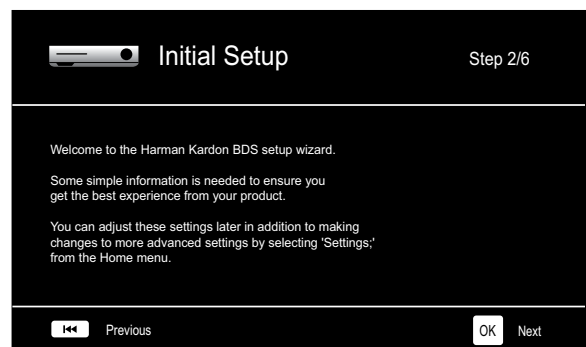 Initial Setup
Step 2/6
Welcome to the Harman Kardon BDS setup wizard.
Some simple information is needed to ensure you
get the best experience from your product.
You can adjust these settings later in addition to making
changes to more advanced settings by selecting 'Settings;'
from the Home menu.
Previous
OK Next